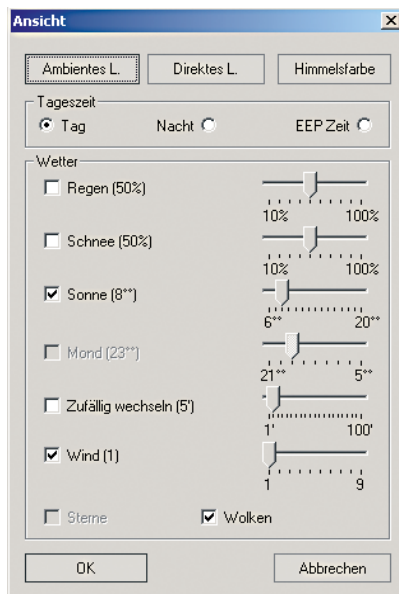 Ansicht
Ambientes L. Direktes L. Himmelsfarbe
Tageszeit
Tag Nacht EEP Zeit
Wetter
Regen (50%)
10% 100%
Schnee (50%)
10% 100%
Sonne (8°°)
6°° 20°°
Mond (23°°)
21°° 5°°
Zufällig wechseln (5')
1' 100'
Wind (1)
1 9
Sterne Wolken
OK Abbrechen